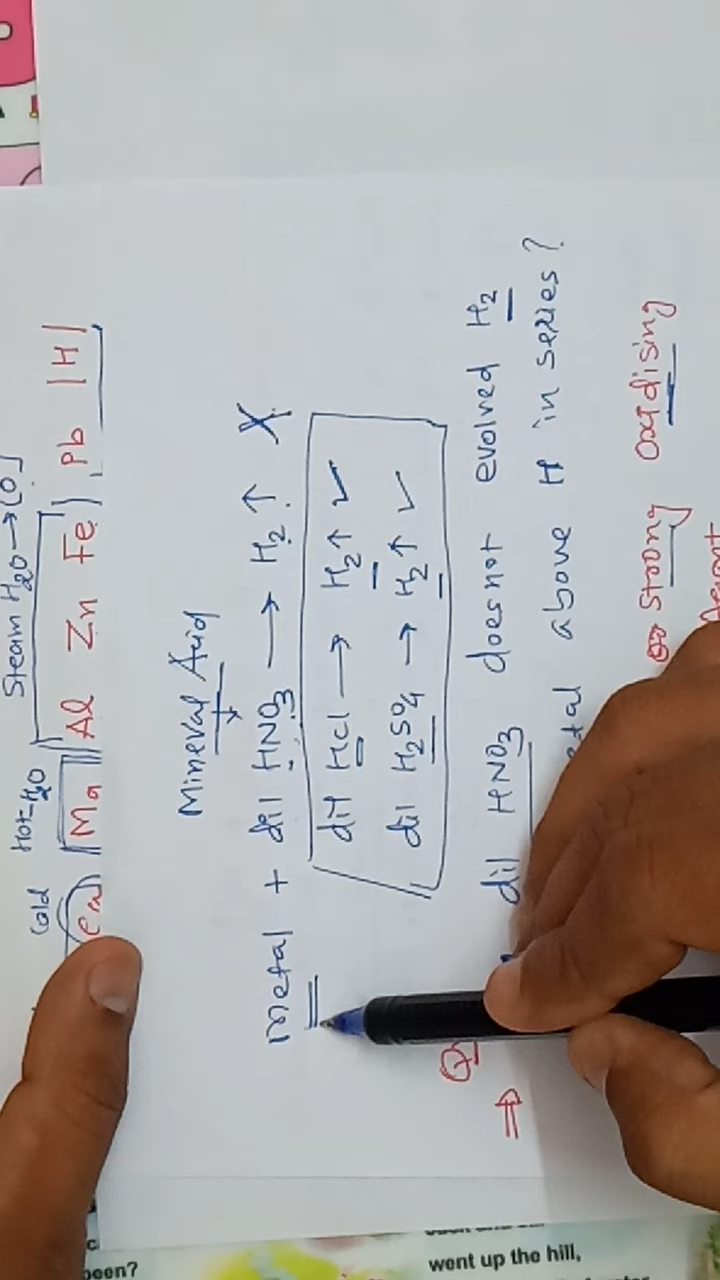 Cold Hot-H2O Steam H2O → [O]
Ca | Mg | Al Zn Fe) Pb |H|
Mineral Acid
Metal + dil HNO3 → H2↑ X
dil HCl → H2↑ ✓
dil H2SO4 → H2↑ ✓
Q dil HNO3 does not evolved H2
⇒ above H in series?
Strong oxidising
went up the hill,